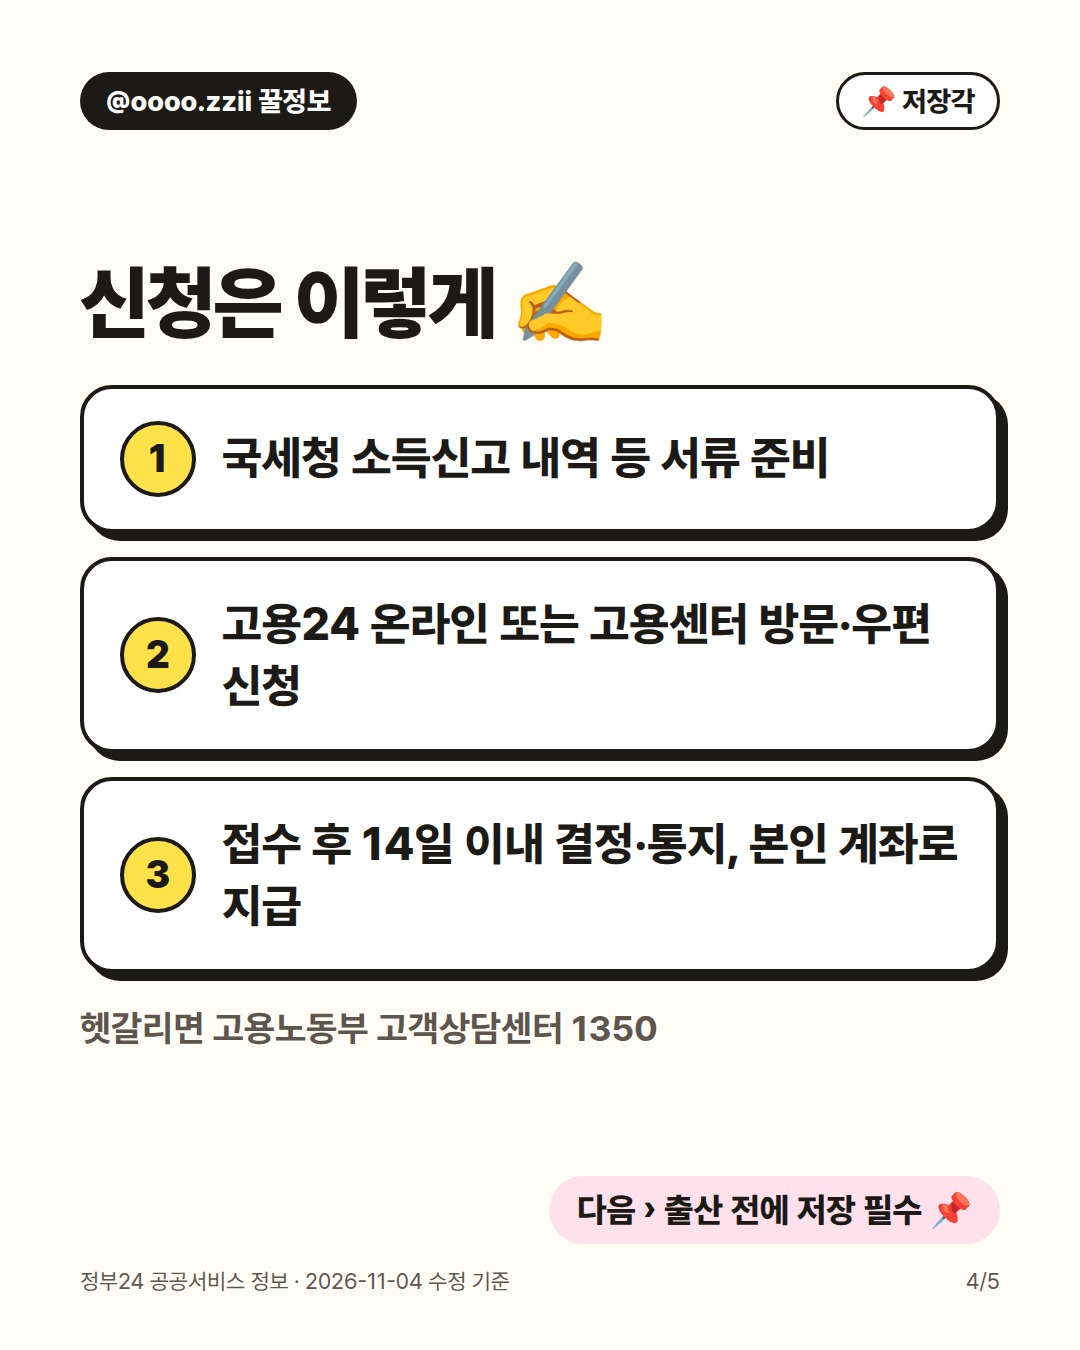 @oooo.zzii 꿀정보
📌 저장각
신청은 이렇게 ✍️
1 국세청 소득신고 내역 등 서류 준비
2 고용24 온라인 또는 고용센터 방문·우편
신청
3 접수 후 14일 이내 결정·통지, 본인 계좌로
지급
헷갈리면 고용노동부 고객상담센터 1350
다음 › 출산 전에 저장 필수 📌
정부24 공공서비스 정보 · 2026-11-04 수정 기준
4/5